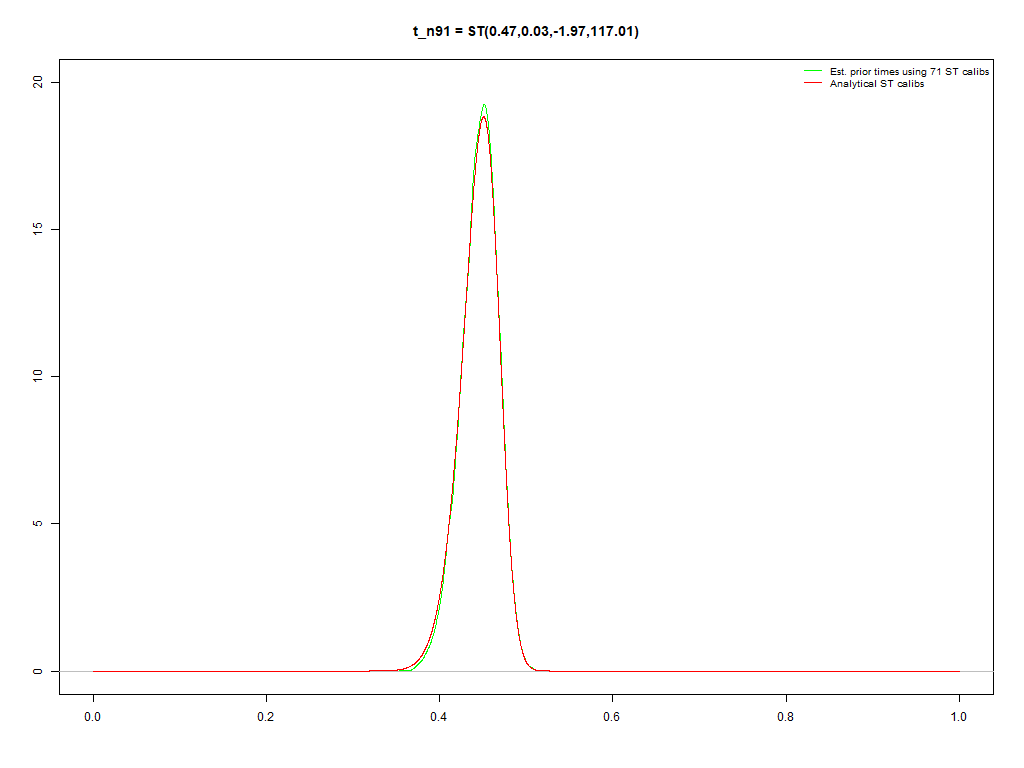 t_n91 = ST(0.47,0.03,-1.97,117.01)
Est. prior times using 71 ST calibs
Analytical ST calibs
20
15
10
5
0
0.0 0.2 0.4 0.6 0.8 1.0